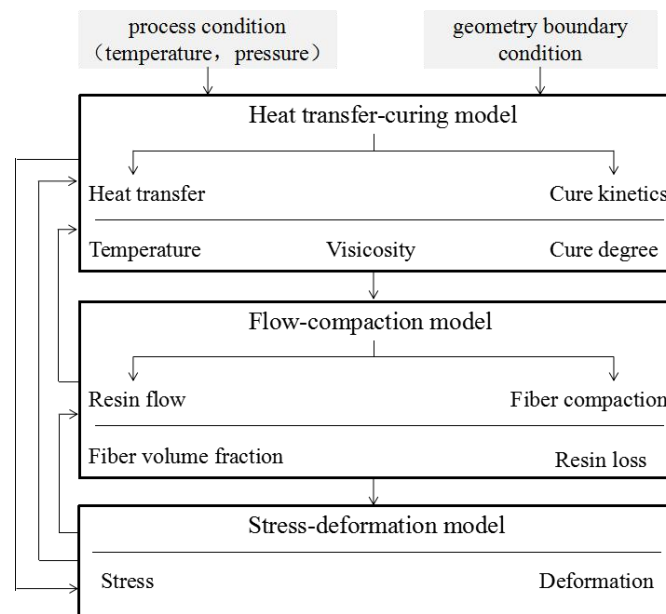 process condition
（temperature，pressure）
geometry boundary
condition
Heat transfer-curing model
Heat transfer
Cure kinetics
Temperature
Visicosity
Cure degree
Flow-compaction model
Resin flow
Fiber compaction
Fiber volume fraction
Resin loss
Stress-deformation model
Stress
Deformation